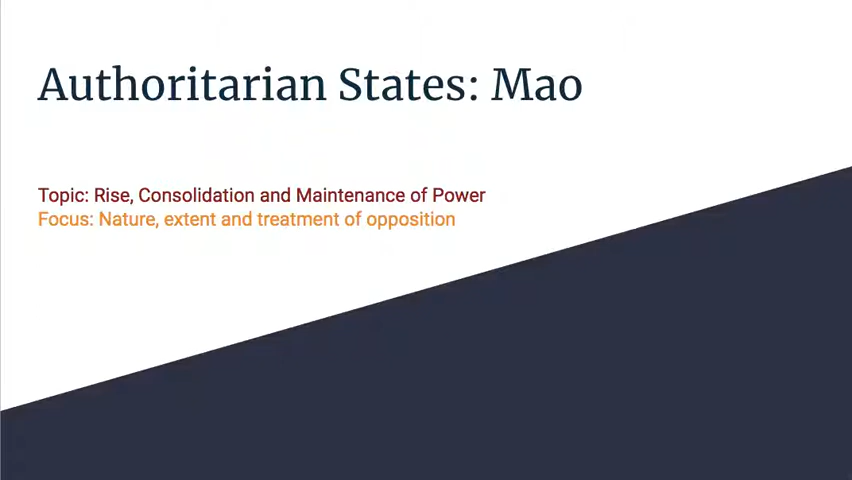 Authoritarian States: Mao
Topic: Rise, Consolidation and Maintenance of Power
Focus: Nature, extent and treatment of opposition